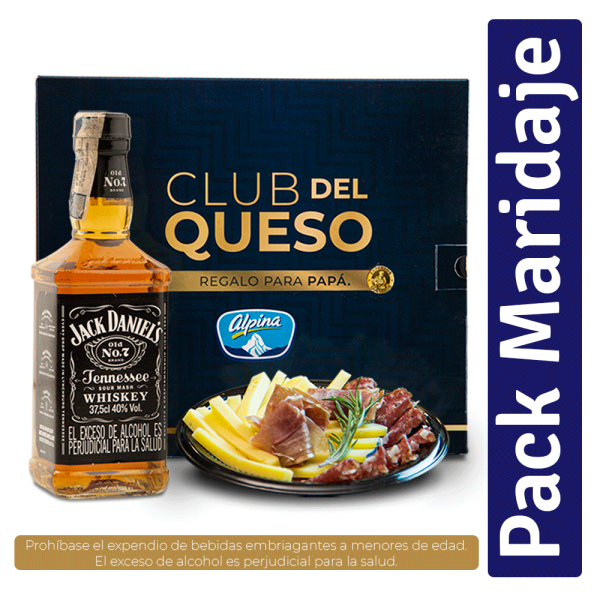 CLUB DEL
QUESO
REGALO PARA PAPÁ.
alpina
Old
No.7
BRAND
JACK DANIEL'S
Old
No.7
BRAND
Tennessee
SOUR MASH
WHISKEY
37,5cl 40% Vol.
EL EXCESO DE ALCOHOL ES
PERJUDICIAL PARA LA SALUD
Pack Maridaje
Prohíbase el expendio de bebidas embriagantes a menores de edad.
El exceso de alcohol es perjudicial para la salud.